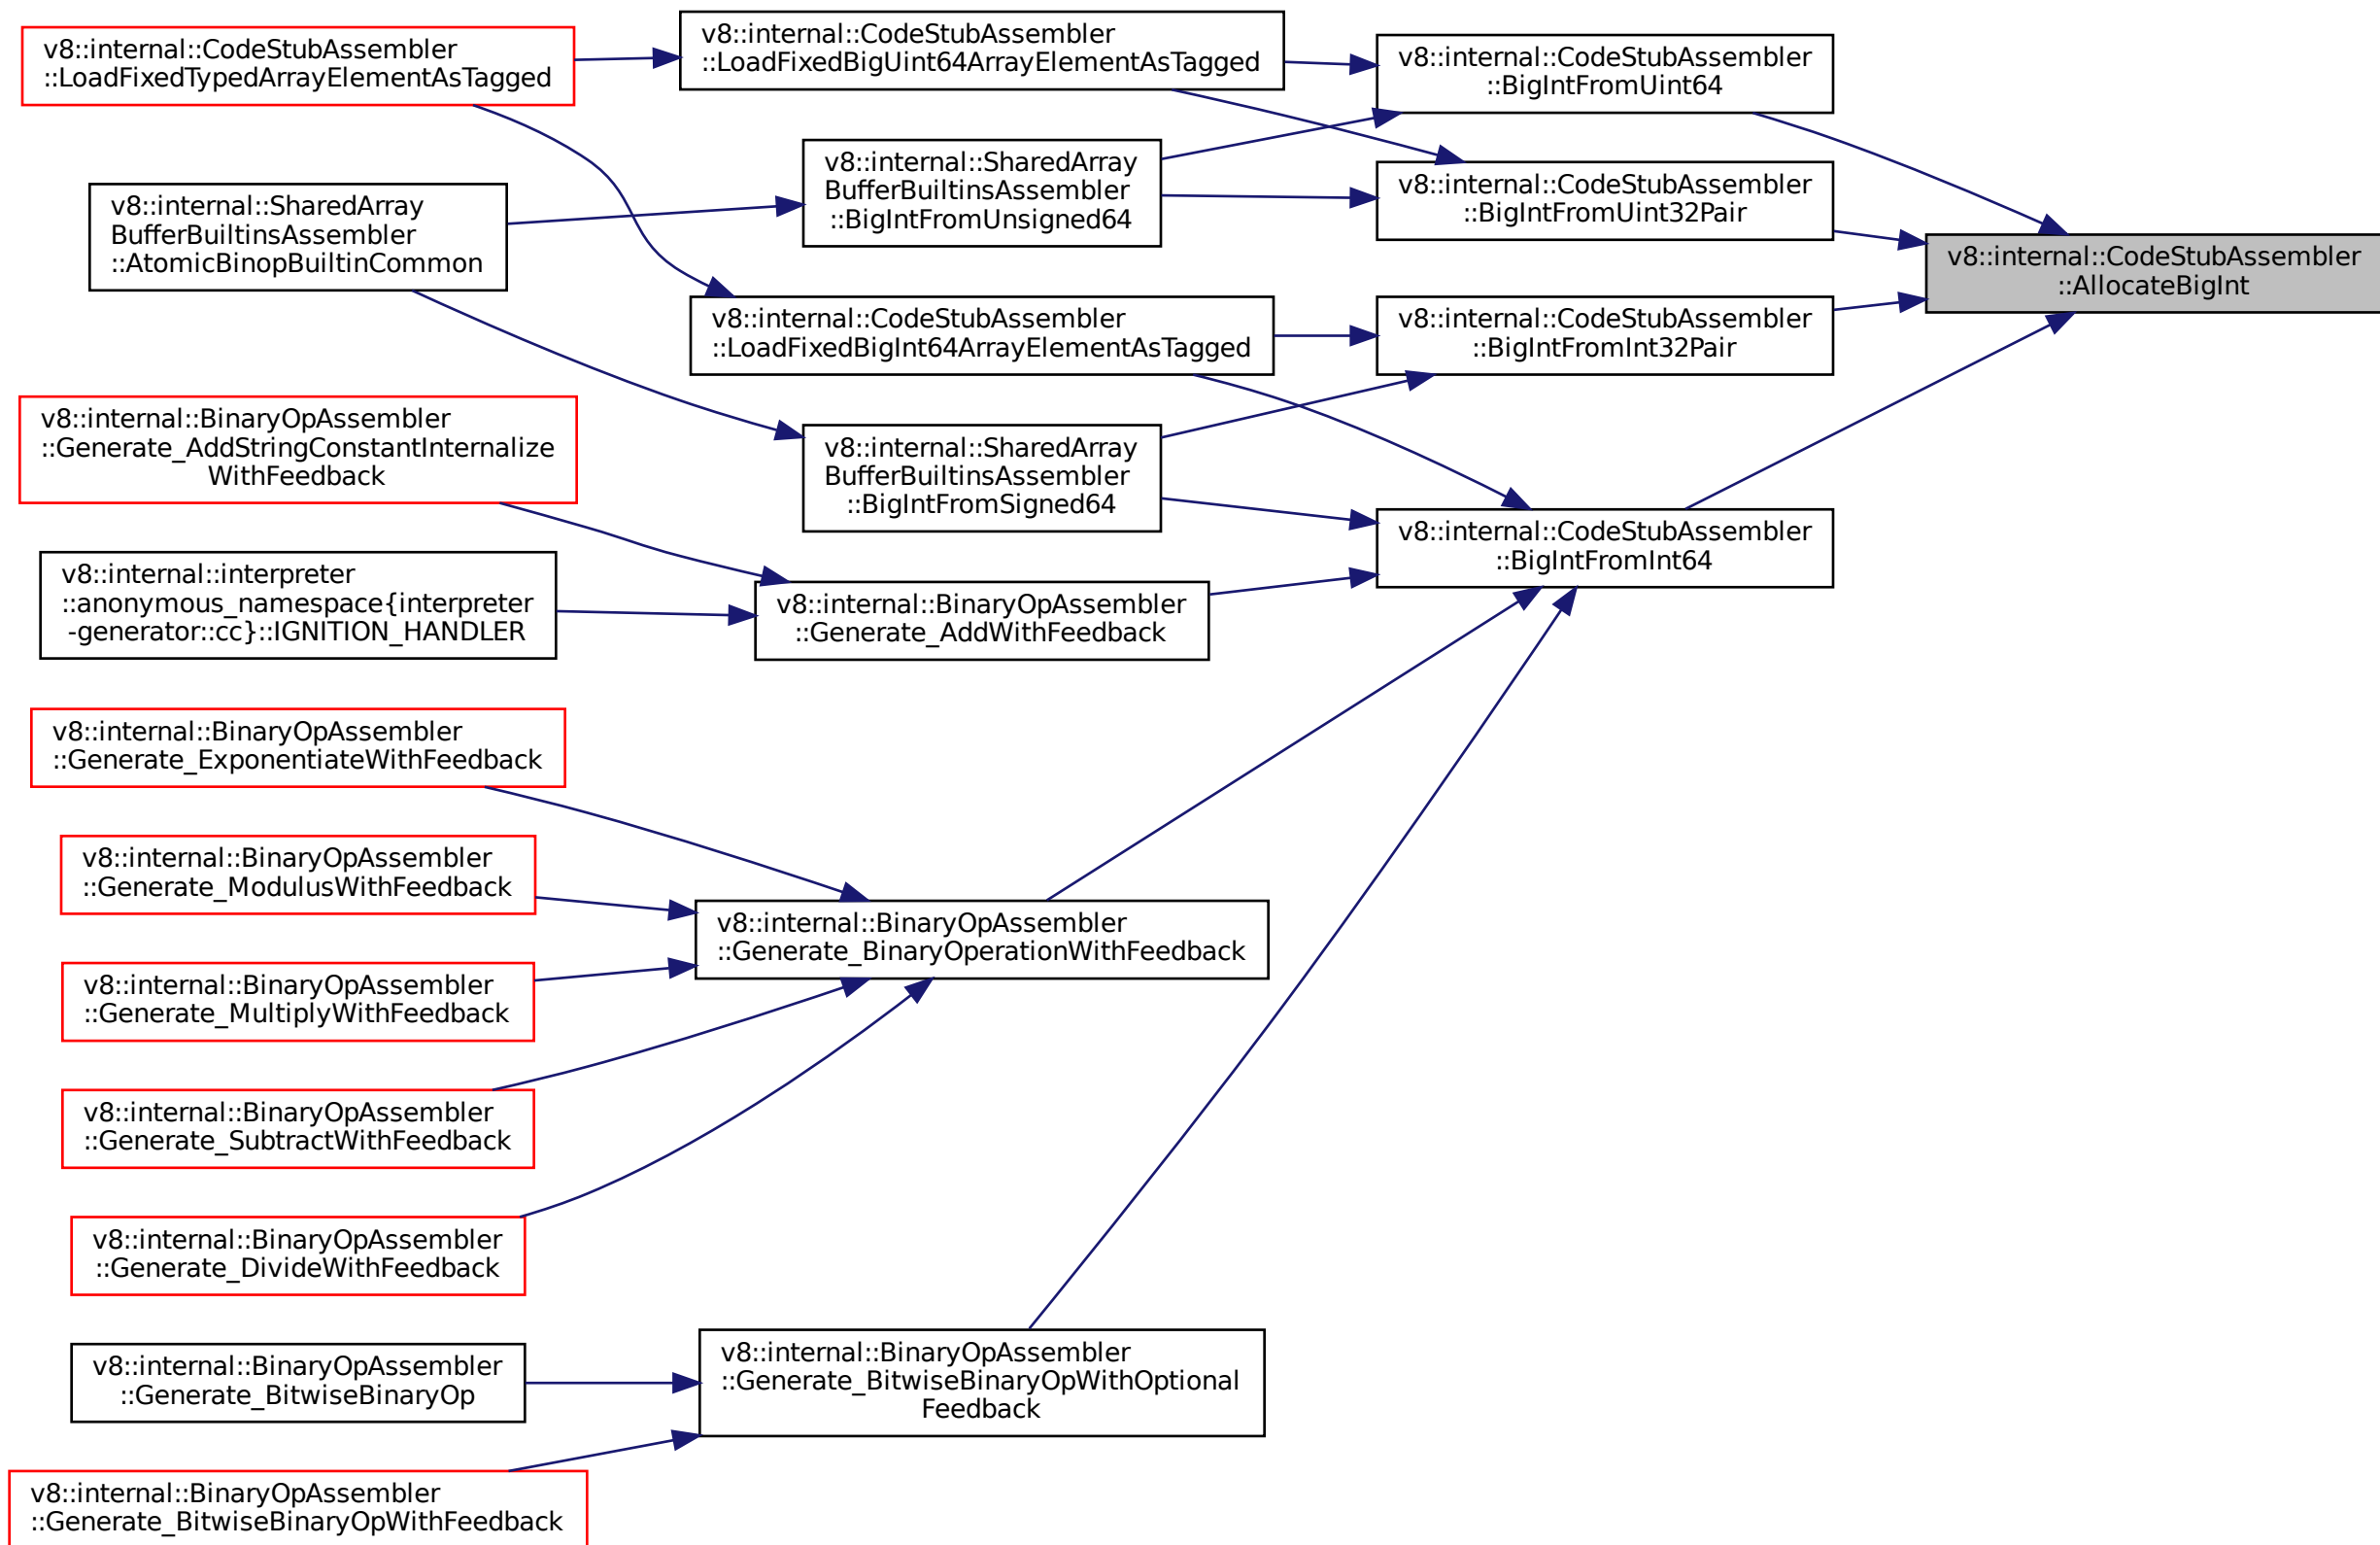 v8::internal::CodeStubAssembler
::LoadFixedTypedArrayElementAsTagged
v8::internal::CodeStubAssembler
::LoadFixedBigUint64ArrayElementAsTagged
v8::internal::CodeStubAssembler
::BigIntFromUint64
v8::internal::SharedArray
BufferBuiltinsAssembler
::BigIntFromUnsigned64
v8::internal::CodeStubAssembler
::BigIntFromUint32Pair
v8::internal::SharedArray
BufferBuiltinsAssembler
::AtomicBinopBuiltinCommon
v8::internal::CodeStubAssembler
::AllocateBigInt
v8::internal::CodeStubAssembler
::LoadFixedBigInt64ArrayElementAsTagged
v8::internal::CodeStubAssembler
::BigIntFromInt32Pair
v8::internal::BinaryOpAssembler
::Generate_AddStringConstantInternalize
WithFeedback
v8::internal::SharedArray
BufferBuiltinsAssembler
::BigIntFromSigned64
v8::internal::CodeStubAssembler
::BigIntFromInt64
v8::internal::interpreter
::anonymous_namespace{interpreter
-generator::cc}::IGNITION_HANDLER
v8::internal::BinaryOpAssembler
::Generate_AddWithFeedback
v8::internal::BinaryOpAssembler
::Generate_ExponentiateWithFeedback
v8::internal::BinaryOpAssembler
::Generate_ModulusWithFeedback
v8::internal::BinaryOpAssembler
::Generate_BinaryOperationWithFeedback
v8::internal::BinaryOpAssembler
::Generate_MultiplyWithFeedback
v8::internal::BinaryOpAssembler
::Generate_SubtractWithFeedback
v8::internal::BinaryOpAssembler
::Generate_DivideWithFeedback
v8::internal::BinaryOpAssembler
::Generate_BitwiseBinaryOp
v8::internal::BinaryOpAssembler
::Generate_BitwiseBinaryOpWithOptional
Feedback
v8::internal::BinaryOpAssembler
::Generate_BitwiseBinaryOpWithFeedback